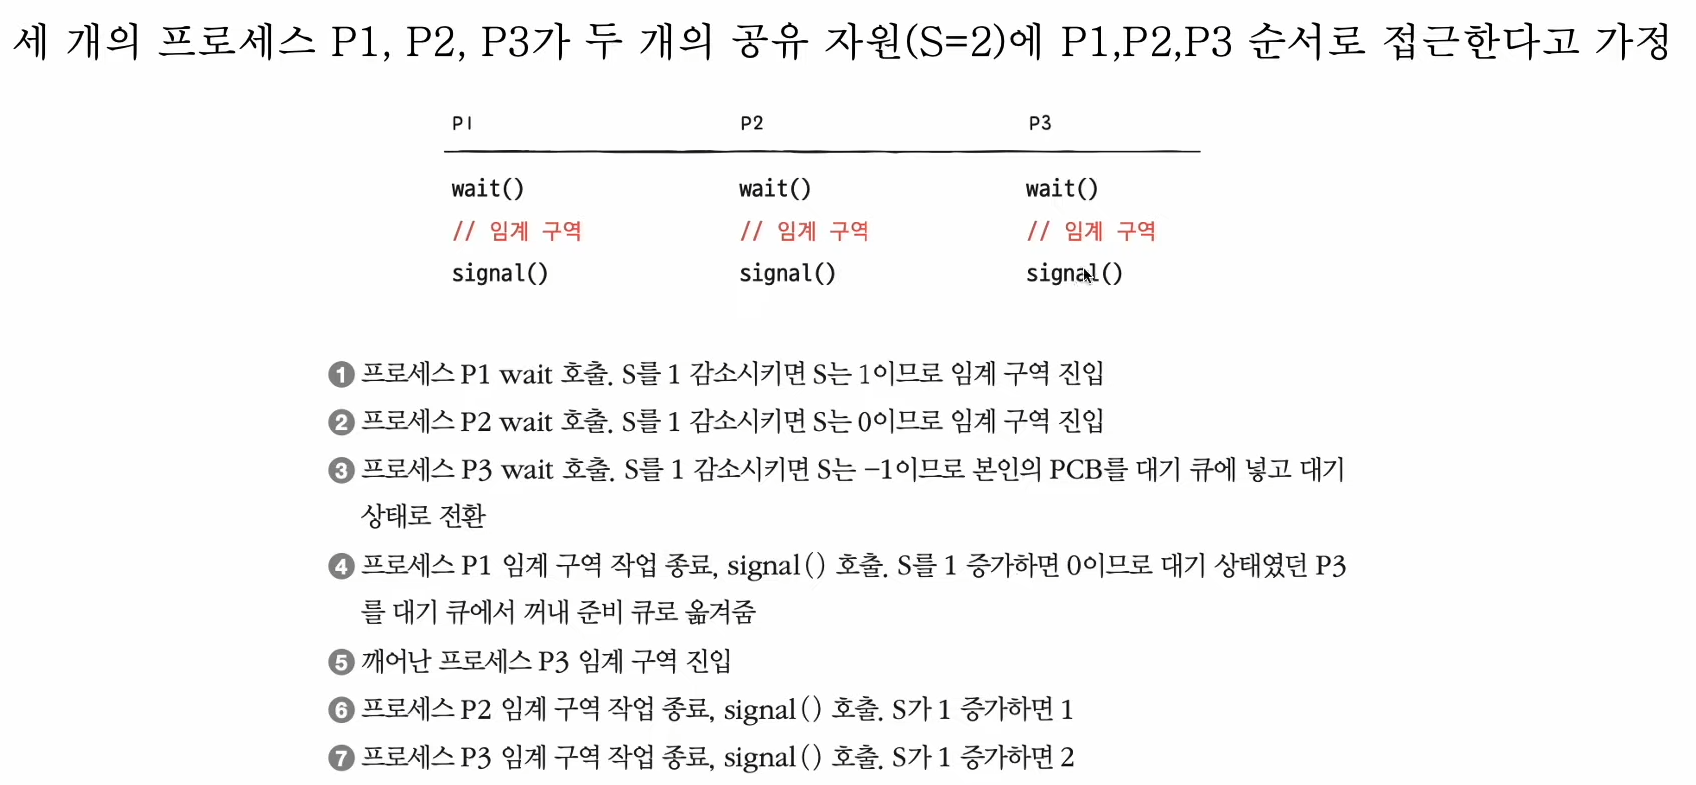 세 개의 프로세스 P1, P2, P3가 두 개의 공유 자원(S=2)에 P1,P2,P3 순서로 접근한다고 가정
P1 P2 P3
wait() wait() wait()
// 임계 구역 // 임계 구역 // 임계 구역
signal() signal() signal()
❶ 프로세스 P1 wait 호출. S를 1 감소시키면 S는 1이므로 임계 구역 진입
❷ 프로세스 P2 wait 호출. S를 1 감소시키면 S는 0이므로 임계 구역 진입
❸ 프로세스 P3 wait 호출. S를 1 감소시키면 S는 −1이므로 본인의 PCB를 대기 큐에 넣고 대기
상태로 전환
❹ 프로세스 P1 임계 구역 작업 종료, signal() 호출. S를 1 증가하면 0이므로 대기 상태였던 P3
를 대기 큐에서 꺼내 준비 큐로 옮겨줌
❺ 깨어난 프로세스 P3 임계 구역 진입
❻ 프로세스 P2 임계 구역 작업 종료, signal() 호출. S가 1 증가하면 1
❼ 프로세스 P3 임계 구역 작업 종료, signal() 호출. S가 1 증가하면 2